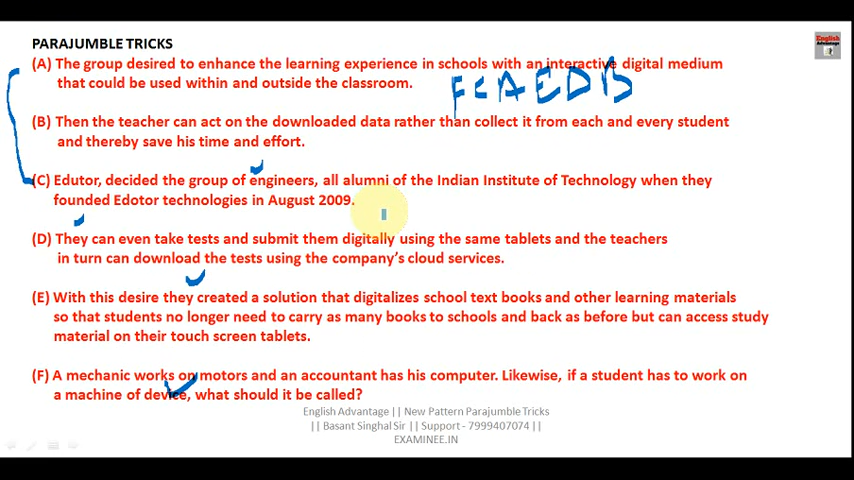 PARAJUMBLE TRICKS
English
Advantage
(A) The group desired to enhance the learning experience in schools with an interactive digital medium
that could be used within and outside the classroom.
F C A E D B
(B) Then the teacher can act on the downloaded data rather than collect it from each and every student
and thereby save his time and effort.
(C) Edutor, decided the group of engineers, all alumni of the Indian Institute of Technology when they
founded Edotor technologies in August 2009.
(D) They can even take tests and submit them digitally using the same tablets and the teachers
in turn can download the tests using the company's cloud services.
(E) With this desire they created a solution that digitalizes school text books and other learning materials
so that students no longer need to carry as many books to schools and back as before but can access study
material on their touch screen tablets.
(F) A mechanic works on motors and an accountant has his computer. Likewise, if a student has to work on
a machine of device, what should it be called?
English Advantage || New Pattern Parajumble Tricks
|| Basant Singhal Sir || Support - 7999407074 ||
EXAMINEE.IN